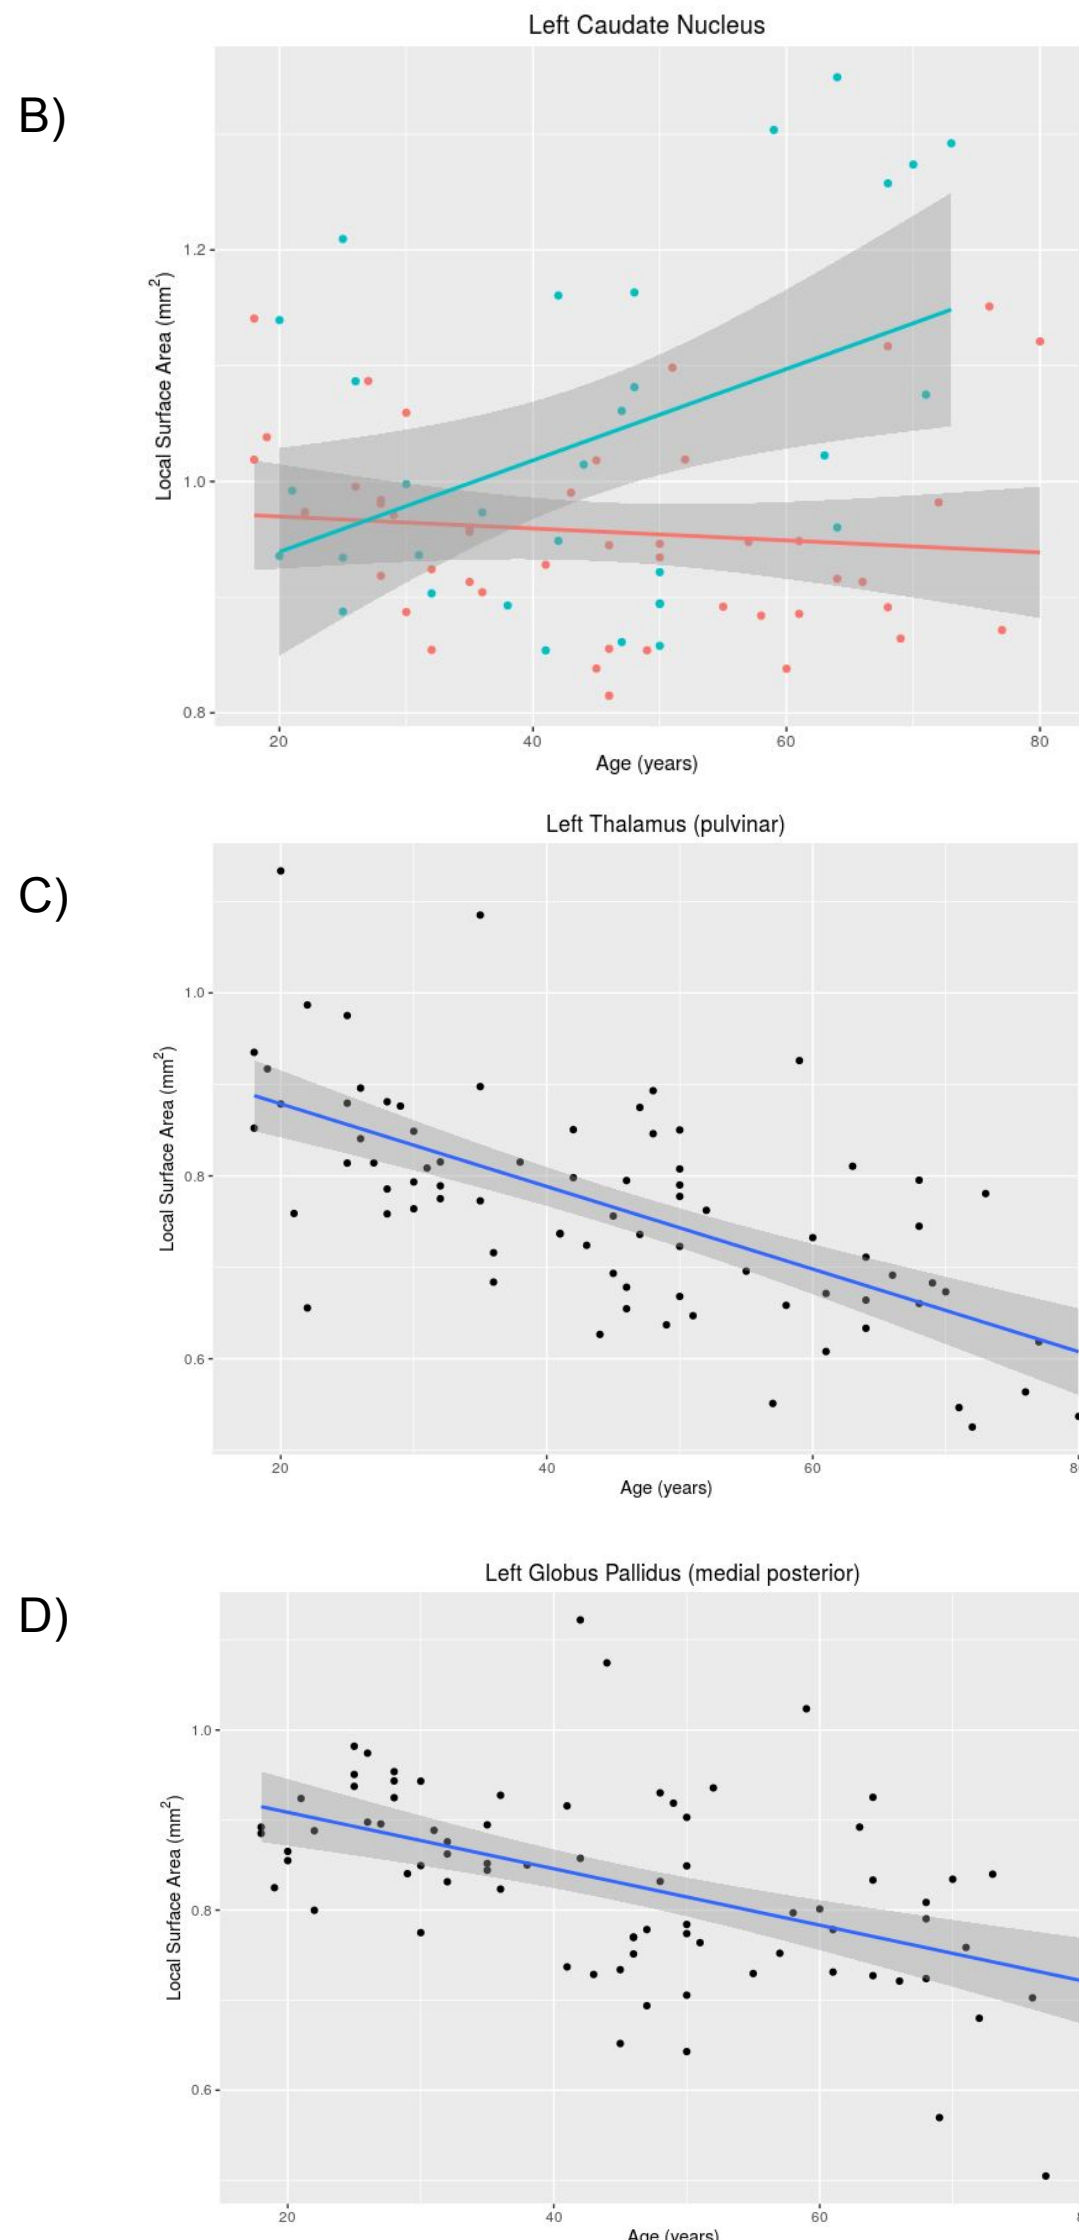 Left Caudate Nucleus
B)
1.2
1.0
0.8
Local Surface Area (mm²)
20 40 60 80
Age (years)
Left Thalamus (pulvinar)
C)
1.0
0.8
0.6
Local Surface Area (mm²)
20 40 60 8
Age (years)
Left Globus Pallidus (medial posterior)
D)
1.0
0.8
0.6
Local Surface Area (mm²)
20 40 60
Age (years)